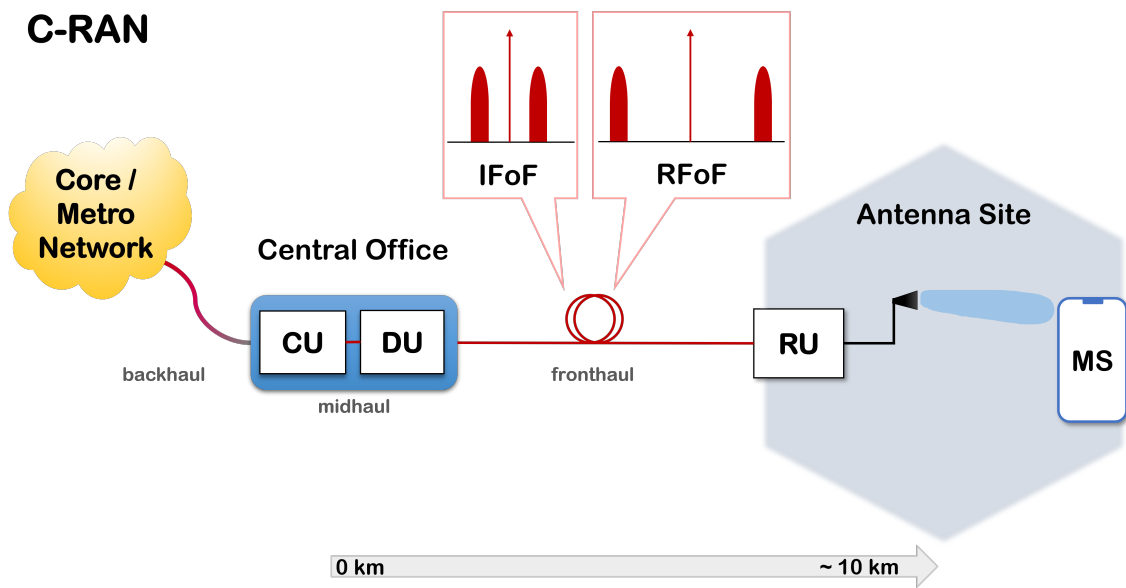 C-RAN
IFoF
RFoF
Core /
Metro
Network
Central Office
Antenna Site
CU
DU
RU
MS
backhaul
midhaul
fronthaul
0 km
~ 10 km